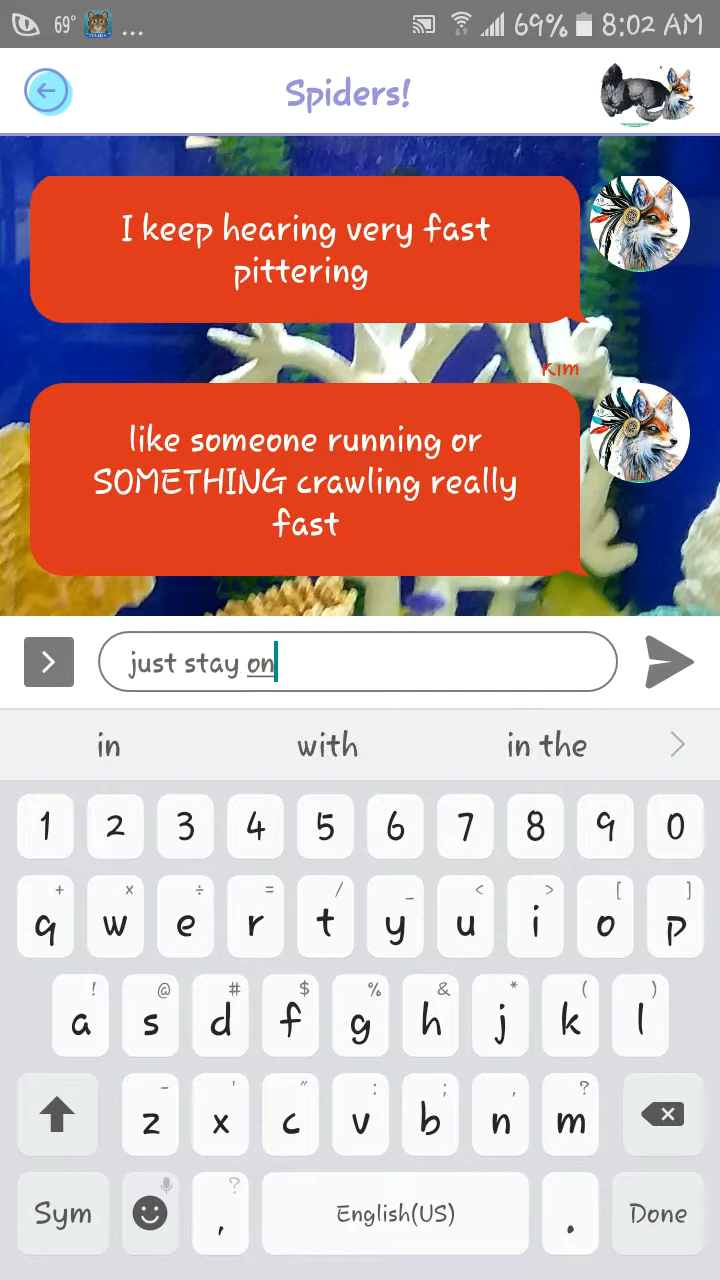 69° ... 69% 8:02 AM
Spiders!
I keep hearing very fast
pittering
Kim
like someone running or
SOMETHING crawling really
fast
just stay on
in with in the
1 2 3 4 5 6 7 8 9 0
+ × ÷ = / _ < > [ ]
q w e r t y u i o p
! @ # $ % & * ( )
a s d f g h j k l
- ' " : ; , ?
z x c v b n m
?
Sym , English(US) . Done